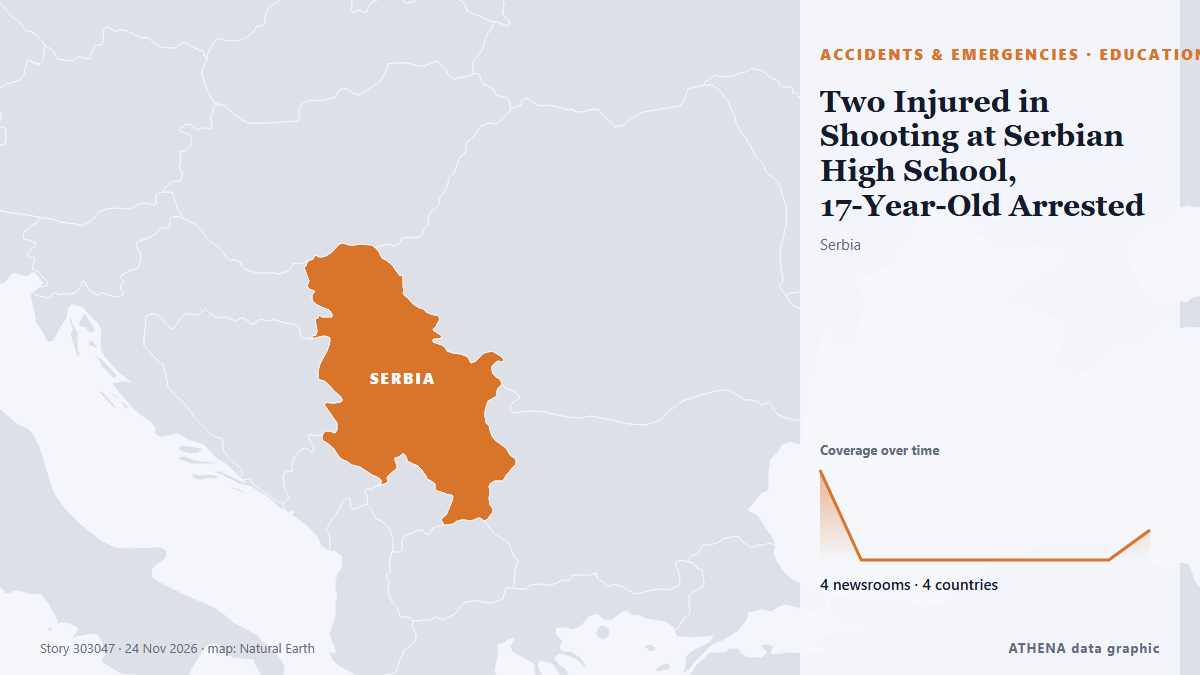 ACCIDENTS & EMERGENCIES · EDUCATION
Two Injured in
Shooting at Serbian
High School,
17-Year-Old Arrested
Serbia
SERBIA
Coverage over time
4 newsrooms · 4 countries
Story 303047 · 24 Nov 2026 · map: Natural Earth
ATHENA data graphic